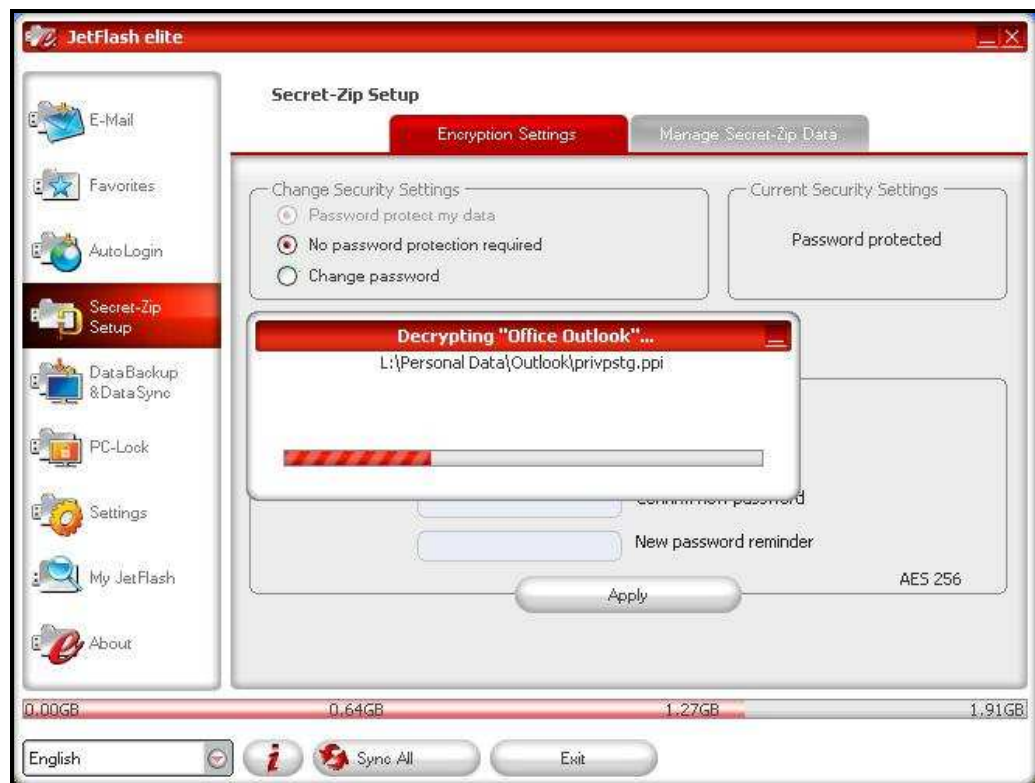 JetFlash elite
E-Mail
Favorites
AutoLogin
Secret-Zip
Setup
DataBackup
&DataSync
PC-Lock
Settings
My JetFlash
About
Secret-Zip Setup
Encryption Settings
Manage Secret-Zip Data
Change Security Settings
Password protect my data
No password protection required
Change password
Current Security Settings
Password protected
Decrypting "Office Outlook"...
L:\Personal Data\Outlook\privpstg.ppi
password
New password reminder
AES 256
Apply
0.00GB
0.64GB
1.27GB
1.91GB
English
i
Sync All
Exit